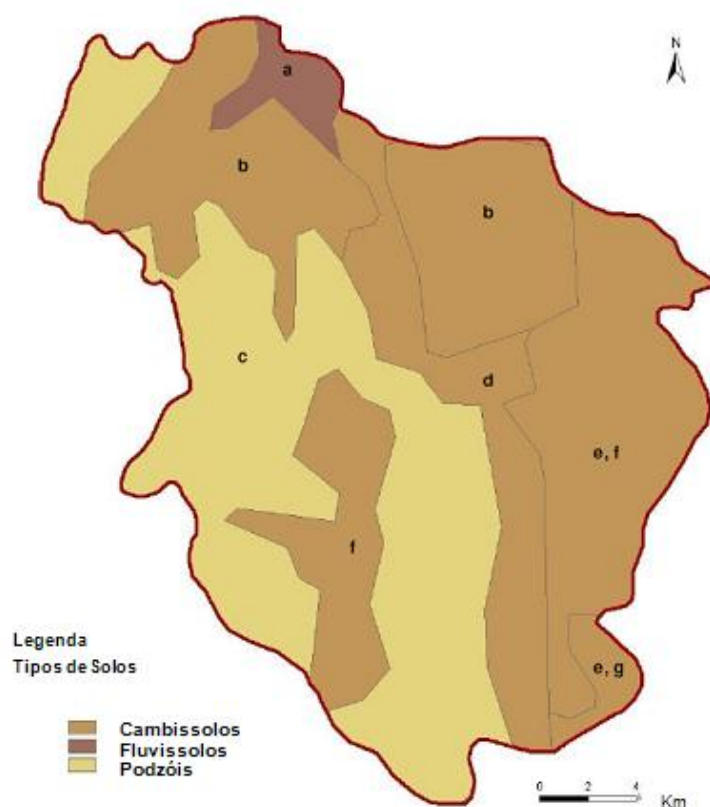 N
a
b
b
c
d
e, f
f
e, g
Legenda
Tipos de Solos
Cambissolos
Fluvissolos
Podzóis
0 2 4
Km